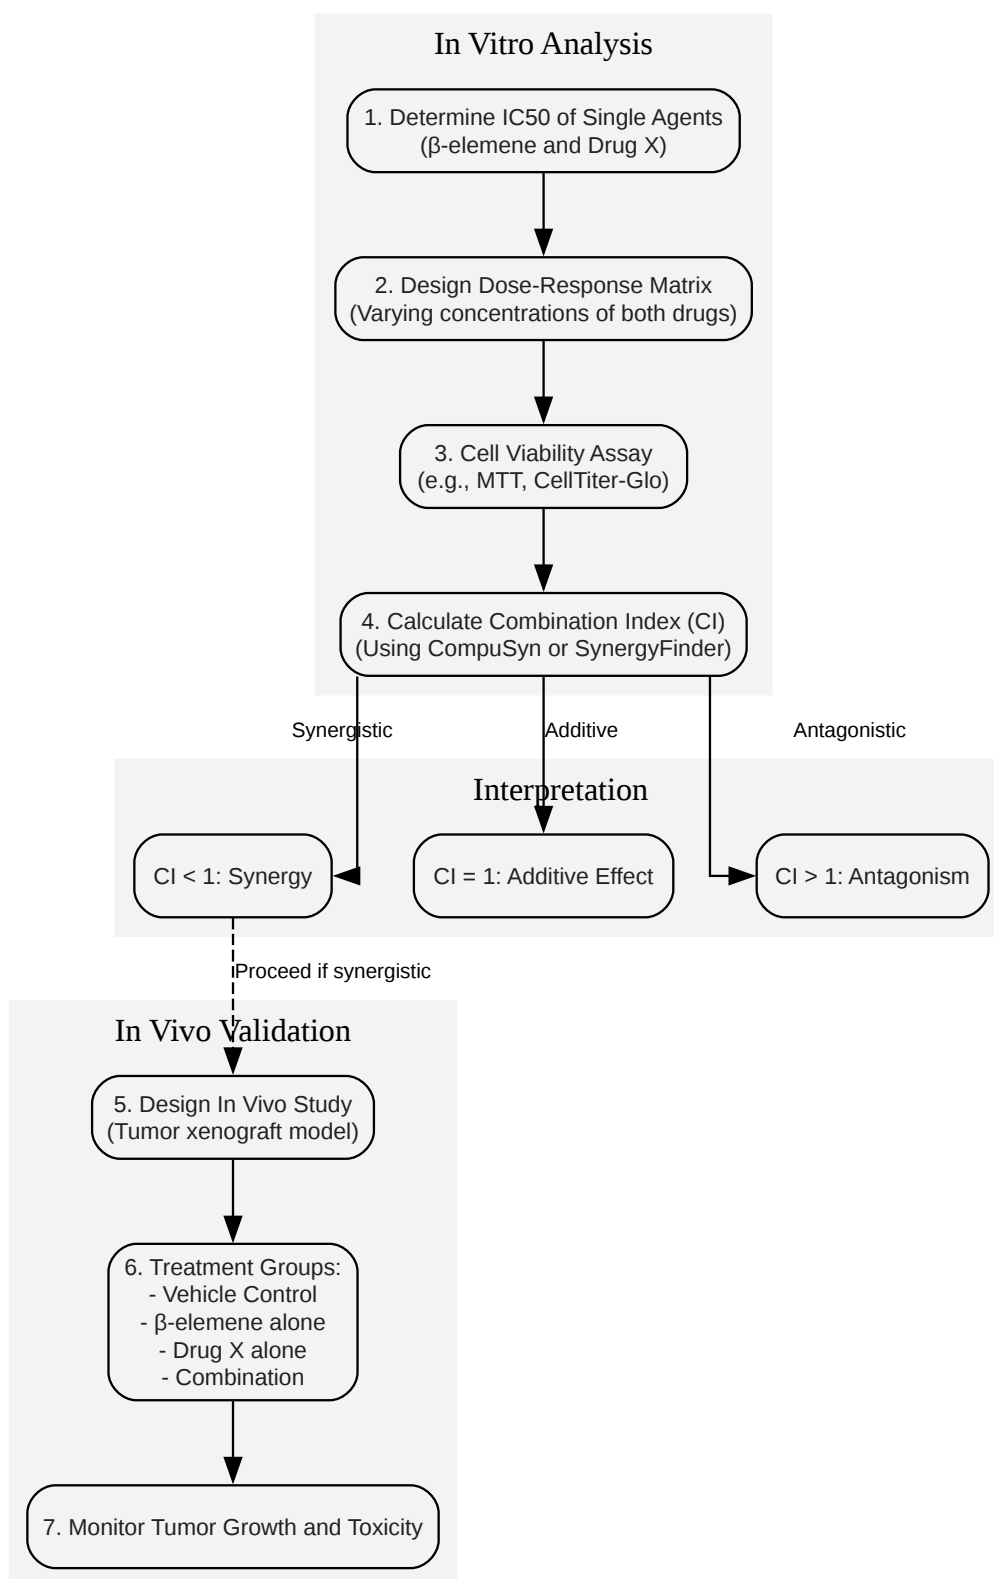 In Vitro Analysis
1. Determine IC50 of Single Agents
(β-elemene and Drug X)
2. Design Dose-Response Matrix
(Varying concentrations of both drugs)
3. Cell Viability Assay
(e.g., MTT, CellTiter-Glo)
4. Calculate Combination Index (CI)
(Using CompuSyn or SynergyFinder)
Synergistic
Additive
Antagonistic
Interpretation
CI < 1: Synergy
CI = 1: Additive Effect
CI > 1: Antagonism
Proceed if synergistic
In Vivo Validation
5. Design In Vivo Study
(Tumor xenograft model)
6. Treatment Groups:
- Vehicle Control
- β-elemene alone
- Drug X alone
- Combination
7. Monitor Tumor Growth and Toxicity